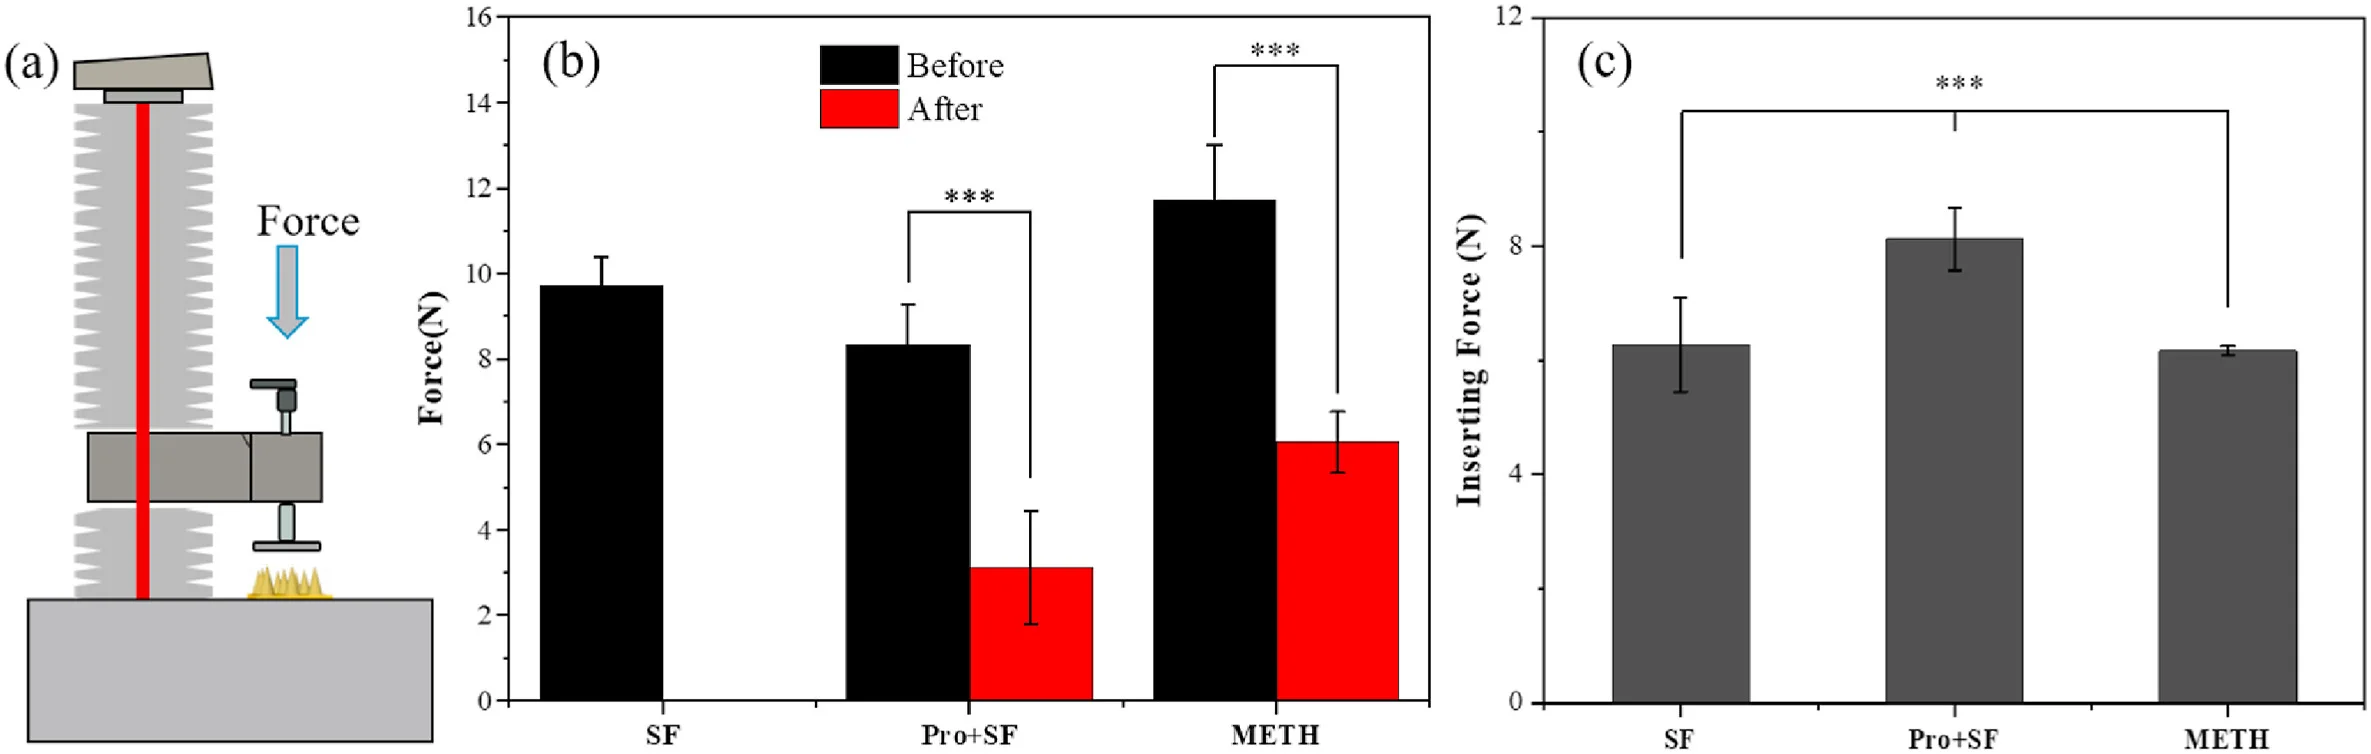 (a)
Force
(b)
Before
After
***
***
Force(N)
16
14
12
10
8
6
4
2
0
SF
Pro+SF
METH
(c)
***
Inserting Force (N)
12
8
4
0
SF
Pro+SF
METH